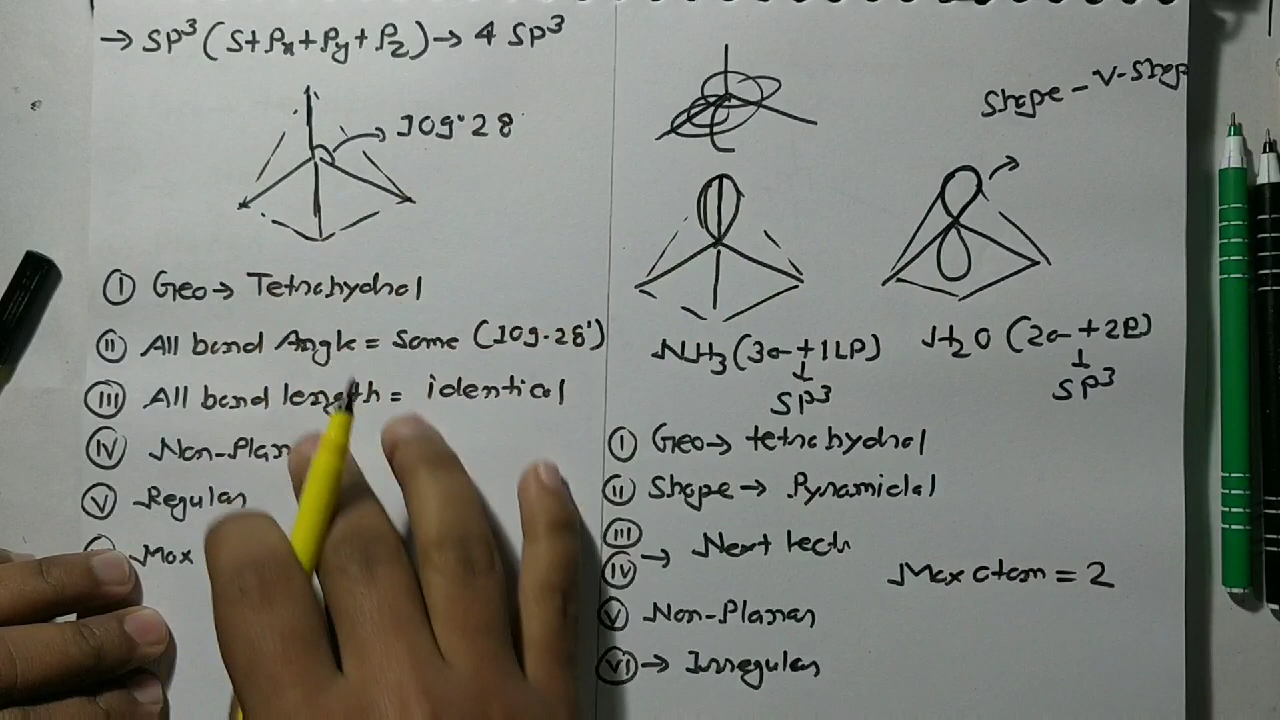 → SP³ (S+Px+Py+Pz) → 4 SP³
109·28
① Geo → Tetrahydral
② All bond Angle = Same (109·28')
③ All bond length = identical
④ Non-Plan
⑤ Regular
Max
Shape - V-Shap
NH3 (3σ+1LP)
↓
SP³
H2O (2σ+2P)
↓
SP³
① Geo → tetrahydral
② Shape → Pyramidal
③
④ → Next tech
⑤ Non-Planar
⑥ → Irregular
Max atom = 2